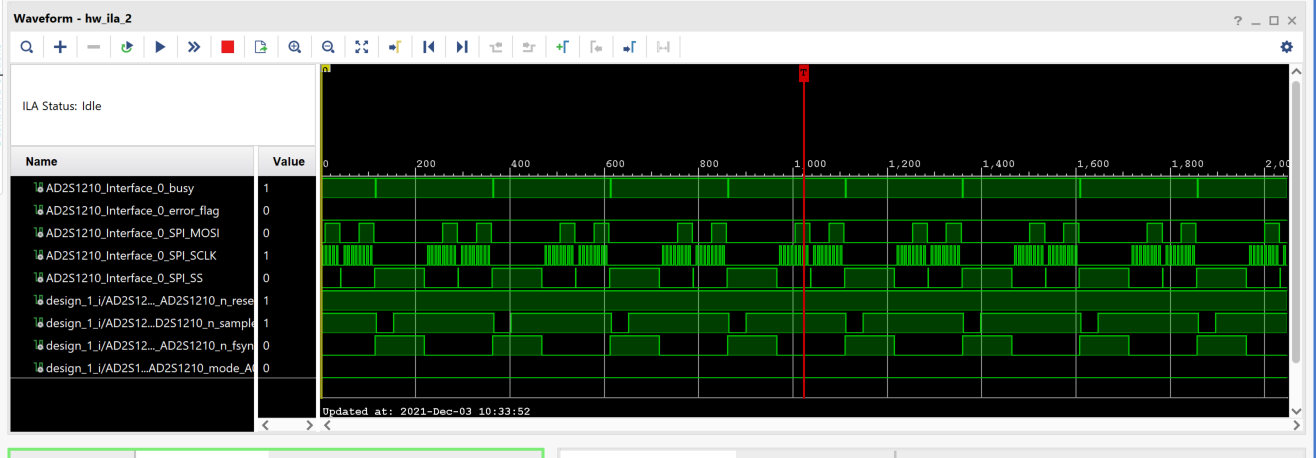 Waveform - hw_ila_2
? _ □ ×
ILA Status: Idle
Name Value
0
T
0 200 400 600 800 1,000 1,200 1,400 1,600 1,800 2,0
AD2S1210_Interface_0_busy 1
AD2S1210_Interface_0_error_flag 0
AD2S1210_Interface_0_SPI_MOSI 0
AD2S1210_Interface_0_SPI_SCLK 1
AD2S1210_Interface_0_SPI_SS 0
design_1_i/AD2S12..._AD2S1210_n_rese 1
design_1_i/AD2S12...D2S1210_n_sample 1
design_1_i/AD2S12..._AD2S1210_n_fsyn 0
design_1_i/AD2S1...AD2S1210_mode_A 0
Updated at: 2021-Dec-03 10:33:52